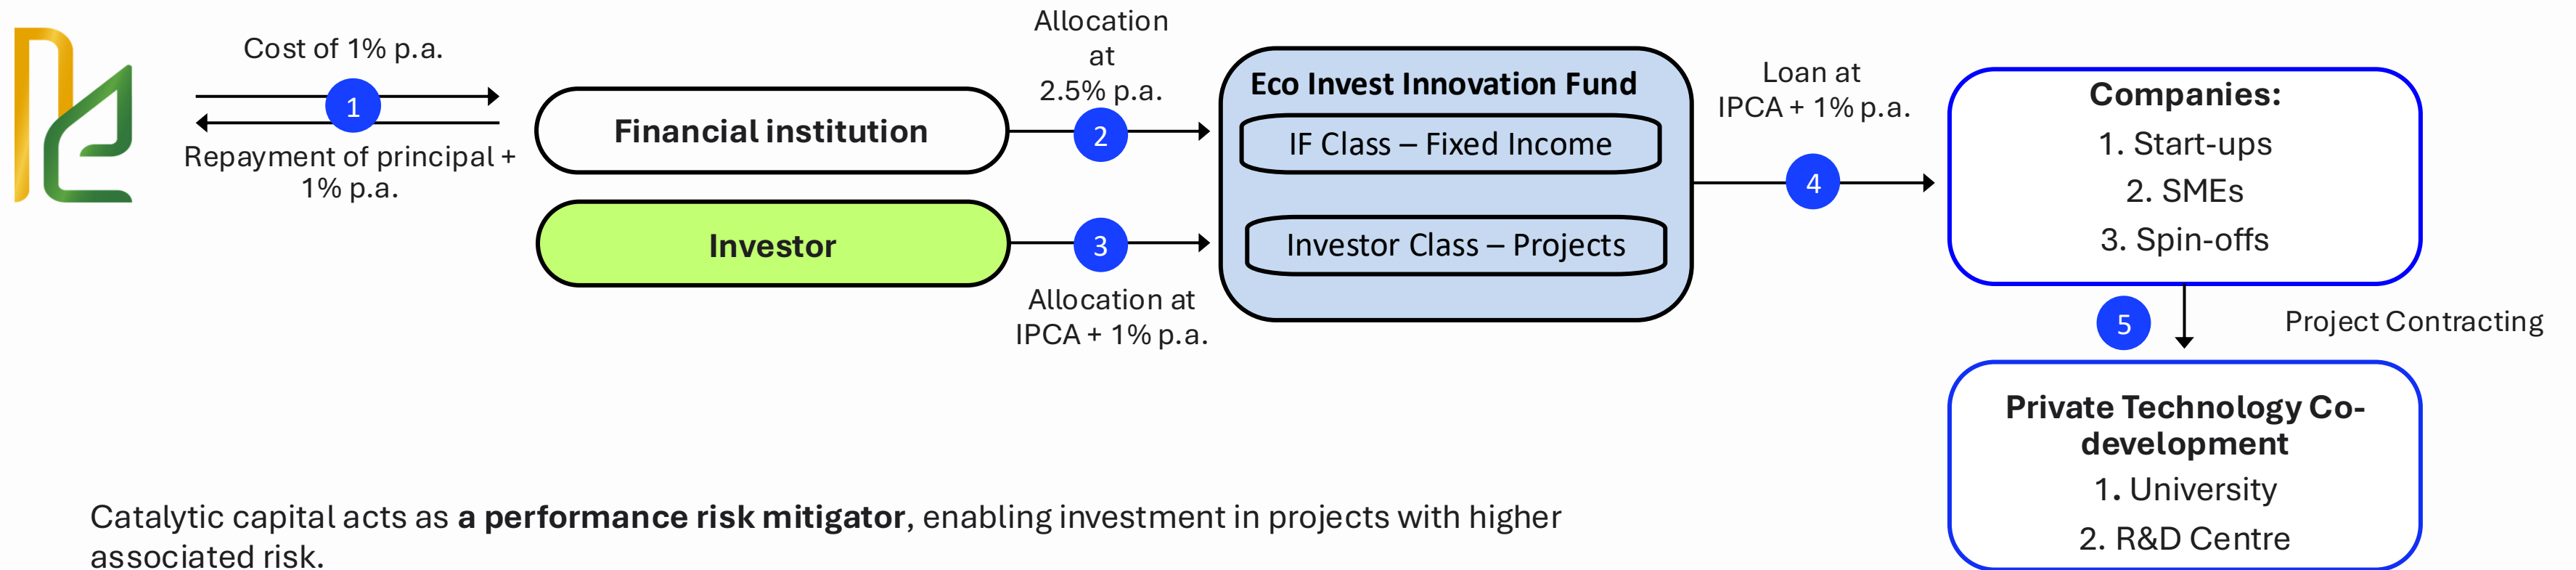 Cost of 1% p.a.
1
Repayment of principal +
1% p.a.
Financial institution
Investor
Allocation
at
2.5% p.a.
2
3
Allocation at
IPCA + 1% p.a.
Eco Invest Innovation Fund
IF Class – Fixed Income
Investor Class – Projects
Loan at
IPCA + 1% p.a.
4
Companies:
1. Start-ups
2. SMEs
3. Spin-offs
5
Project Contracting
Private Technology Co-
development
1. University
2. R&D Centre
Catalytic capital acts as a performance risk mitigator, enabling investment in projects with higher
associated risk.